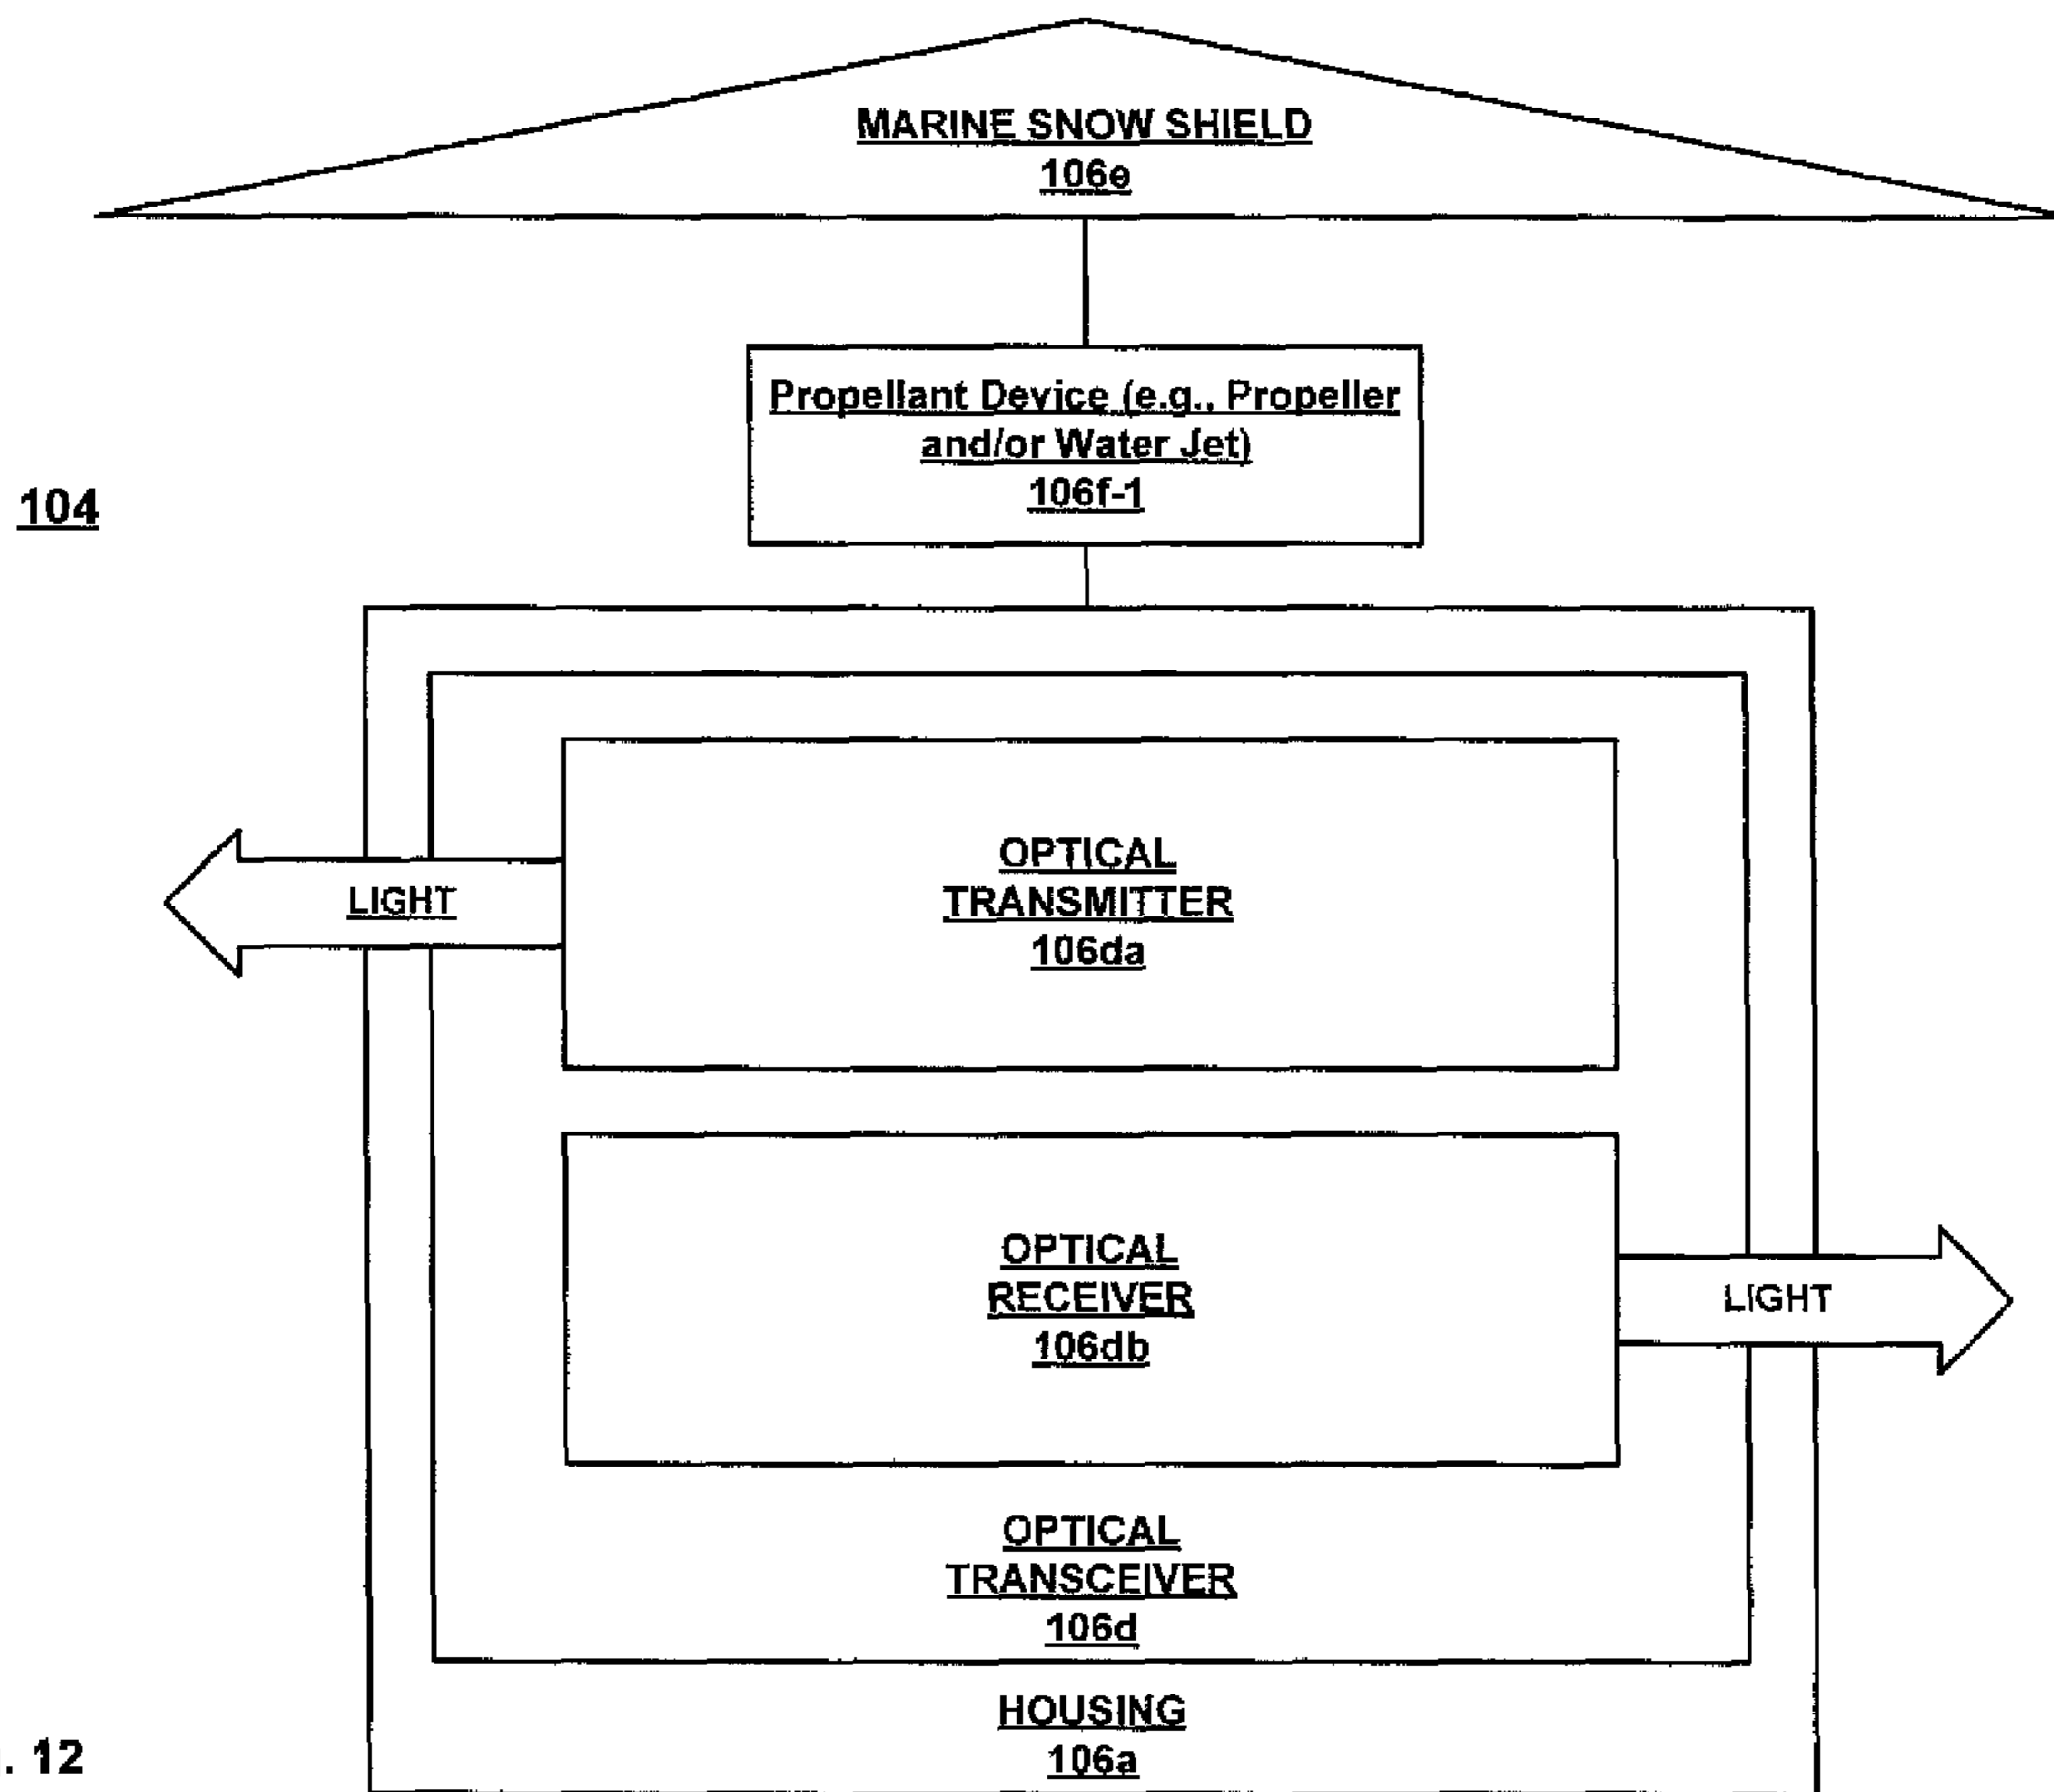 MARINE SNOW SHIELD
106e
Propellant Device (e.g., Propeller
and/or Water Jet)
106f-1
104
OPTICAL
TRANSMITTER
106da
LIGHT
OPTICAL
RECEIVER
106db
LIGHT
OPTICAL
TRANSCEIVER
106d
HOUSING
106a
. 12